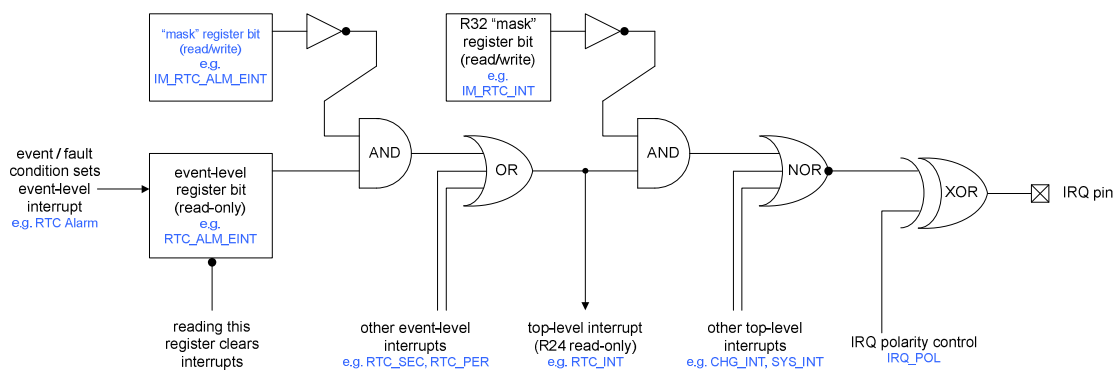 “mask” register bit
(read/write)
e.g.
IM_RTC_ALM_EINT
R32 “mask”
register bit
(read/write)
e.g.
IM_RTC_INT
event / fault
condition sets
event-level
interrupt
e.g. RTC Alarm
event-level
register bit
(read-only)
e.g.
RTC_ALM_EINT
AND
OR
AND
NOR
XOR
IRQ pin
reading this
register clears
interrupts
other event-level
interrupts
e.g. RTC_SEC, RTC_PER
top-level interrupt
(R24 read-only)
e.g. RTC_INT
other top-level
interrupts
e.g. CHG_INT, SYS_INT
IRQ polarity control
IRQ_POL